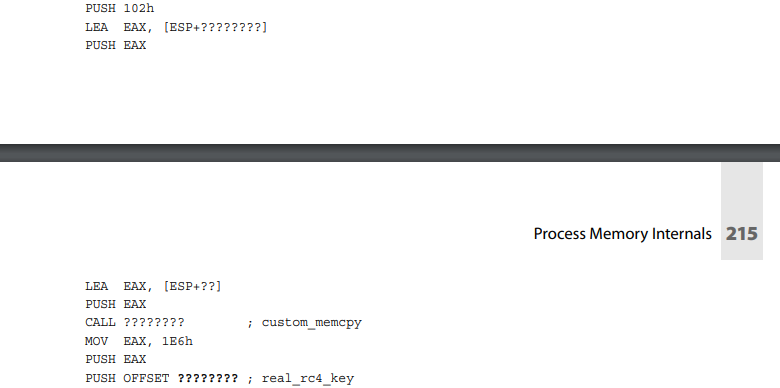 PUSH 102h
LEA EAX, [ESP+????????]
PUSH EAX
Process Memory Internals 215
LEA EAX, [ESP+??]
PUSH EAX
CALL ???????? ; custom_memcpy
MOV EAX, 1E6h
PUSH EAX
PUSH OFFSET ???????? ; real_rc4_key